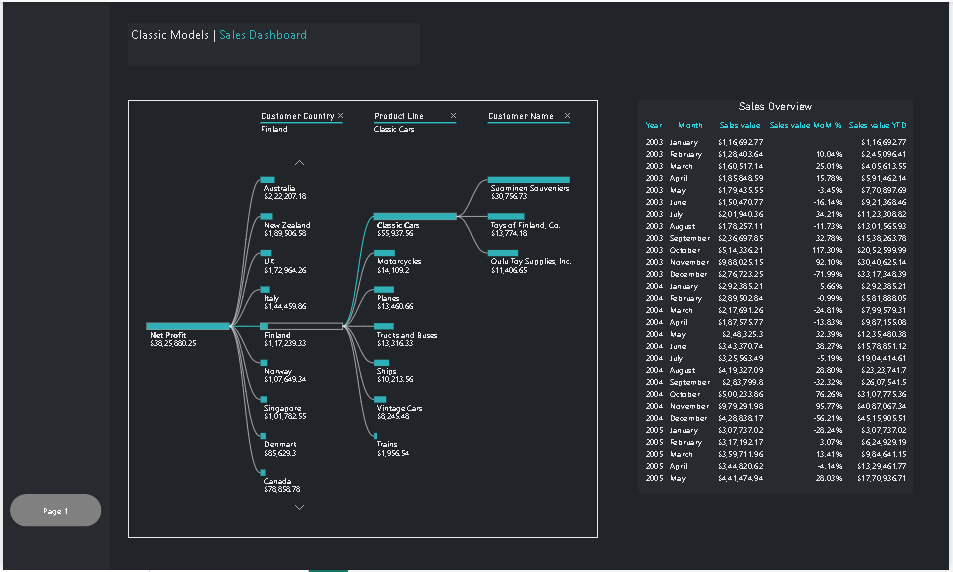 Classic Models | Sales Dashboard
Customer Country ×
Finland
Product Line ×
Classic Cars
Customer Name ×
Net Profit
$38,25,880.25
Australia
$2,22,207.18
New Zealand
$1,89,506.58
UK
$1,72,964.26
Italy
$1,44,459.86
Finland
$1,17,239.33
Norway
$1,07,649.34
Singapore
$1,01,782.55
Denmark
$85,629.3
Canada
$78,858.78
Classic Cars
$55,937.56
Motorcycles
$14,109.2
Planes
$13,460.66
Trucks and Buses
$13,316.33
Ships
$10,213.56
Vintage Cars
$8,245.48
Trains
$1,956.54
Suominen Souveniers
$30,756.73
Toys of Finland, Co.
$13,774.18
Oulu Toy Supplies, Inc.
$11,406.65
Sales Overview
Year Month Sales value Sales value MoM % Sales value YTD
2003 January $1,16,692.77 $1,16,692.77
2003 February $1,28,403.64 10.04% $2,45,096.41
2003 March $1,60,517.14 25.01% $4,05,613.55
2003 April $1,85,848.59 15.78% $5,91,462.14
2003 May $1,79,435.55 -3.45% $7,70,897.69
2003 June $1,50,470.77 -16.14% $9,21,368.46
2003 July $2,01,940.36 34.21% $11,23,308.82
2003 August $1,78,257.11 -11.73% $13,01,565.93
2003 September $2,36,697.85 32.78% $15,38,263.78
2003 October $5,14,336.21 117.30% $20,52,599.99
2003 November $9,88,025.15 92.10% $30,40,625.14
2003 December $2,76,723.25 -71.99% $33,17,348.39
2004 January $2,92,385.21 5.66% $2,92,385.21
2004 February $2,89,502.84 -0.99% $5,81,888.05
2004 March $2,17,691.26 -24.81% $7,99,579.31
2004 April $1,87,575.77 -13.83% $9,87,155.08
2004 May $2,48,325.3 32.39% $12,35,480.38
2004 June $3,43,370.74 38.27% $15,78,851.12
2004 July $3,25,563.49 -5.19% $19,04,414.61
2004 August $4,19,327.09 28.80% $23,23,741.7
2004 September $2,83,799.8 -32.32% $26,07,541.5
2004 October $5,00,233.86 76.26% $31,07,775.36
2004 November $9,79,291.98 95.77% $40,87,067.34
2004 December $4,28,838.17 -56.21% $45,15,905.51
2005 January $3,07,737.02 -28.24% $3,07,737.02
2005 February $3,17,192.17 3.07% $6,24,929.19
2005 March $3,59,711.96 13.41% $9,84,641.15
2005 April $3,44,820.62 -4.14% $13,29,461.77
2005 May $4,41,474.94 28.03% $17,70,936.71
Page 1